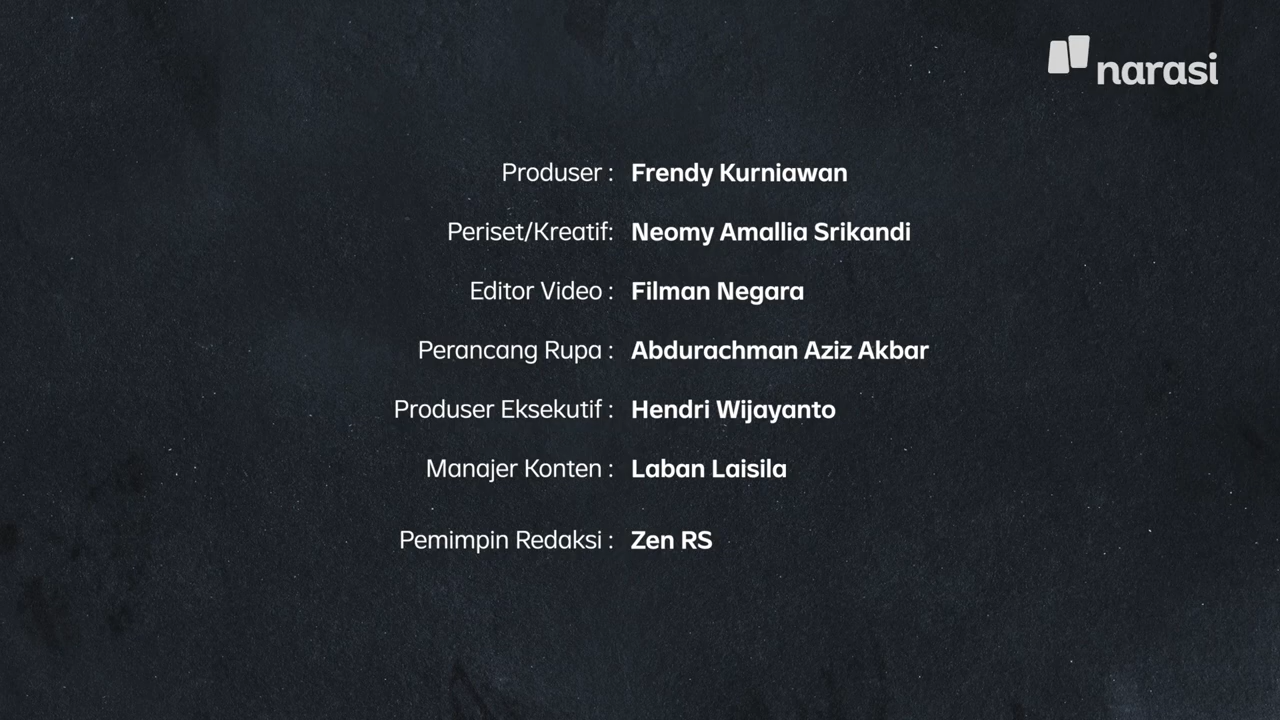 narasi
Produser : Frendy Kurniawan
Periset/Kreatif: Neomy Amallia Srikandi
Editor Video : Filman Negara
Perancang Rupa : Abdurachman Aziz Akbar
Produser Eksekutif : Hendri Wijayanto
Manajer Konten : Laban Laisila
Pemimpin Redaksi : Zen RS